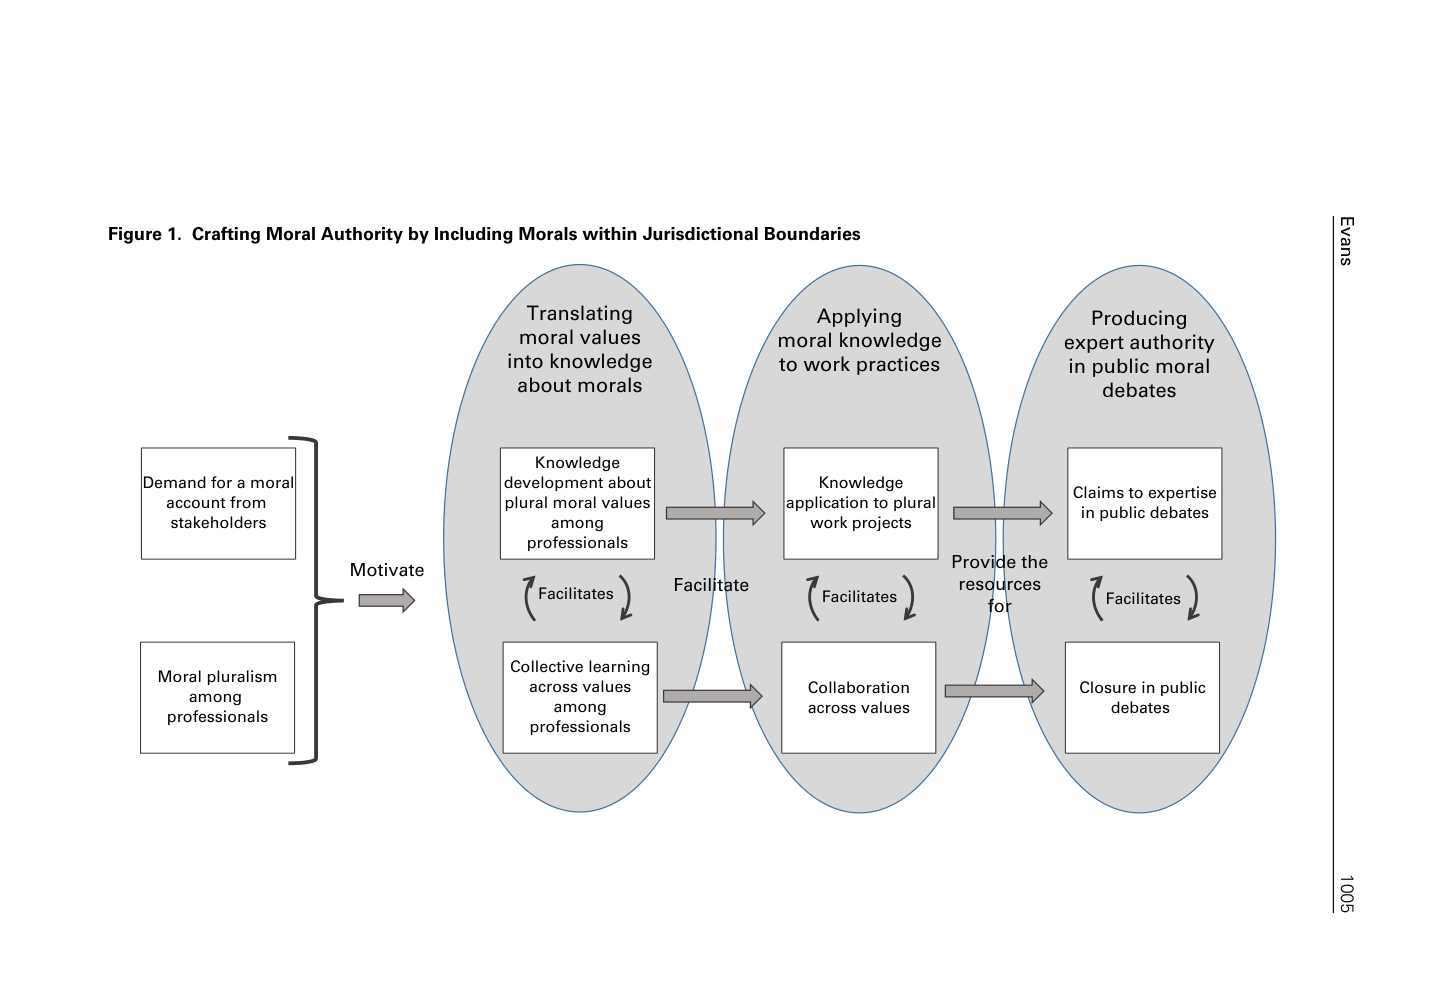 Figure 1. Crafting Moral Authority by Including Morals within Jurisdictional Boundaries
Demand for a moral
account from
stakeholders
Moral pluralism
among
professionals
Motivate
Translating
moral values
into knowledge
about morals
Knowledge
development about
plural moral values
among
professionals
Facilitates
Collective learning
across values
among
professionals
Facilitate
Applying
moral knowledge
to work practices
Knowledge
application to plural
work projects
Facilitates
Collaboration
across values
Provide the
resources
for
Producing
expert authority
in public moral
debates
Claims to expertise
in public debates
Facilitates
Closure in public
debates
Evans
1005